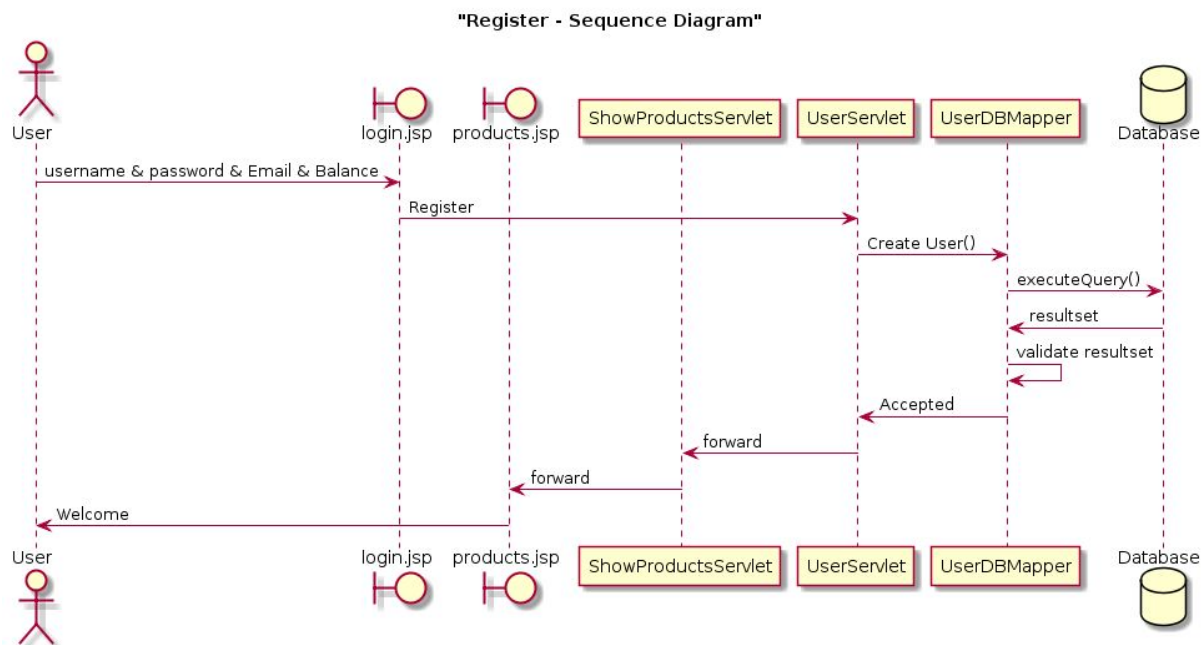 "Register - Sequence Diagram"
User
login.jsp
products.jsp
ShowProductsServlet
UserServlet
UserDBMapper
Database
username & password & Email & Balance
Register
Create User()
executeQuery()
resultset
validate resultset
Accepted
forward
forward
Welcome
User
login.jsp
products.jsp
ShowProductsServlet
UserServlet
UserDBMapper
Database